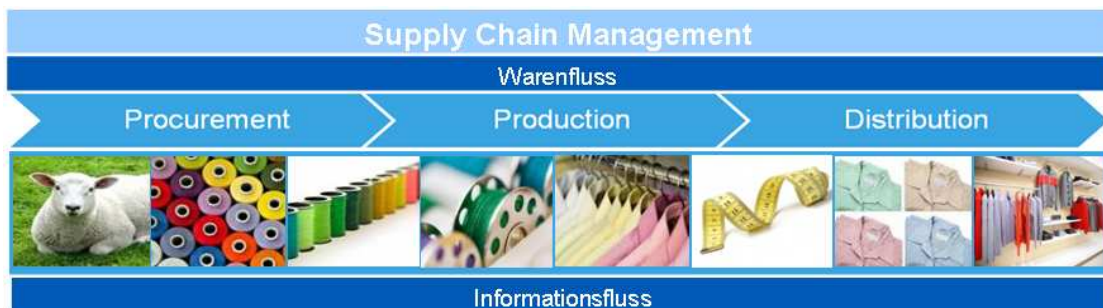 Supply Chain Management
Warenfluss
Procurement Production Distribution
Informationsfluss